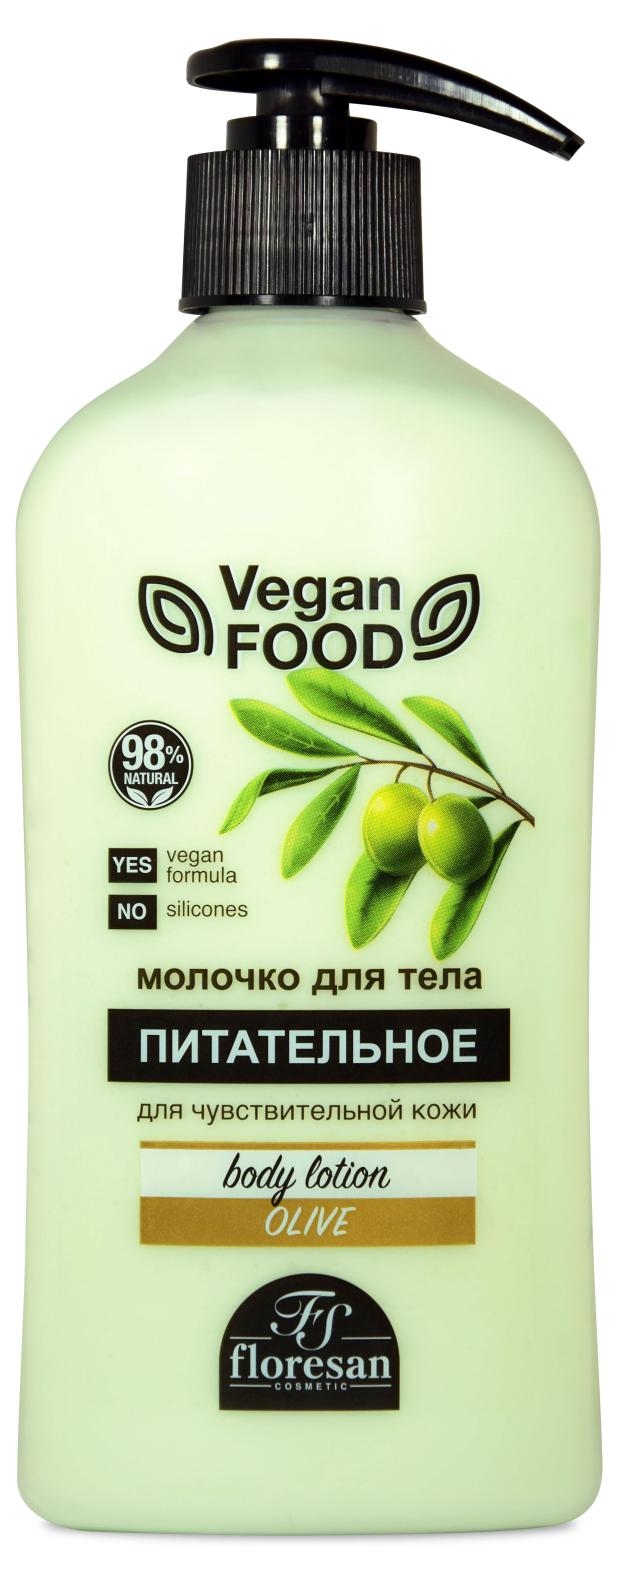 Vegan
FOOD
98%
NATURAL
YES vegan
formula
NO silicones
молочко для тела
ПИТАТЕЛЬНОЕ
для чувствительной кожи
body lotion
OLIVE
FS
floresan
COSMETIC